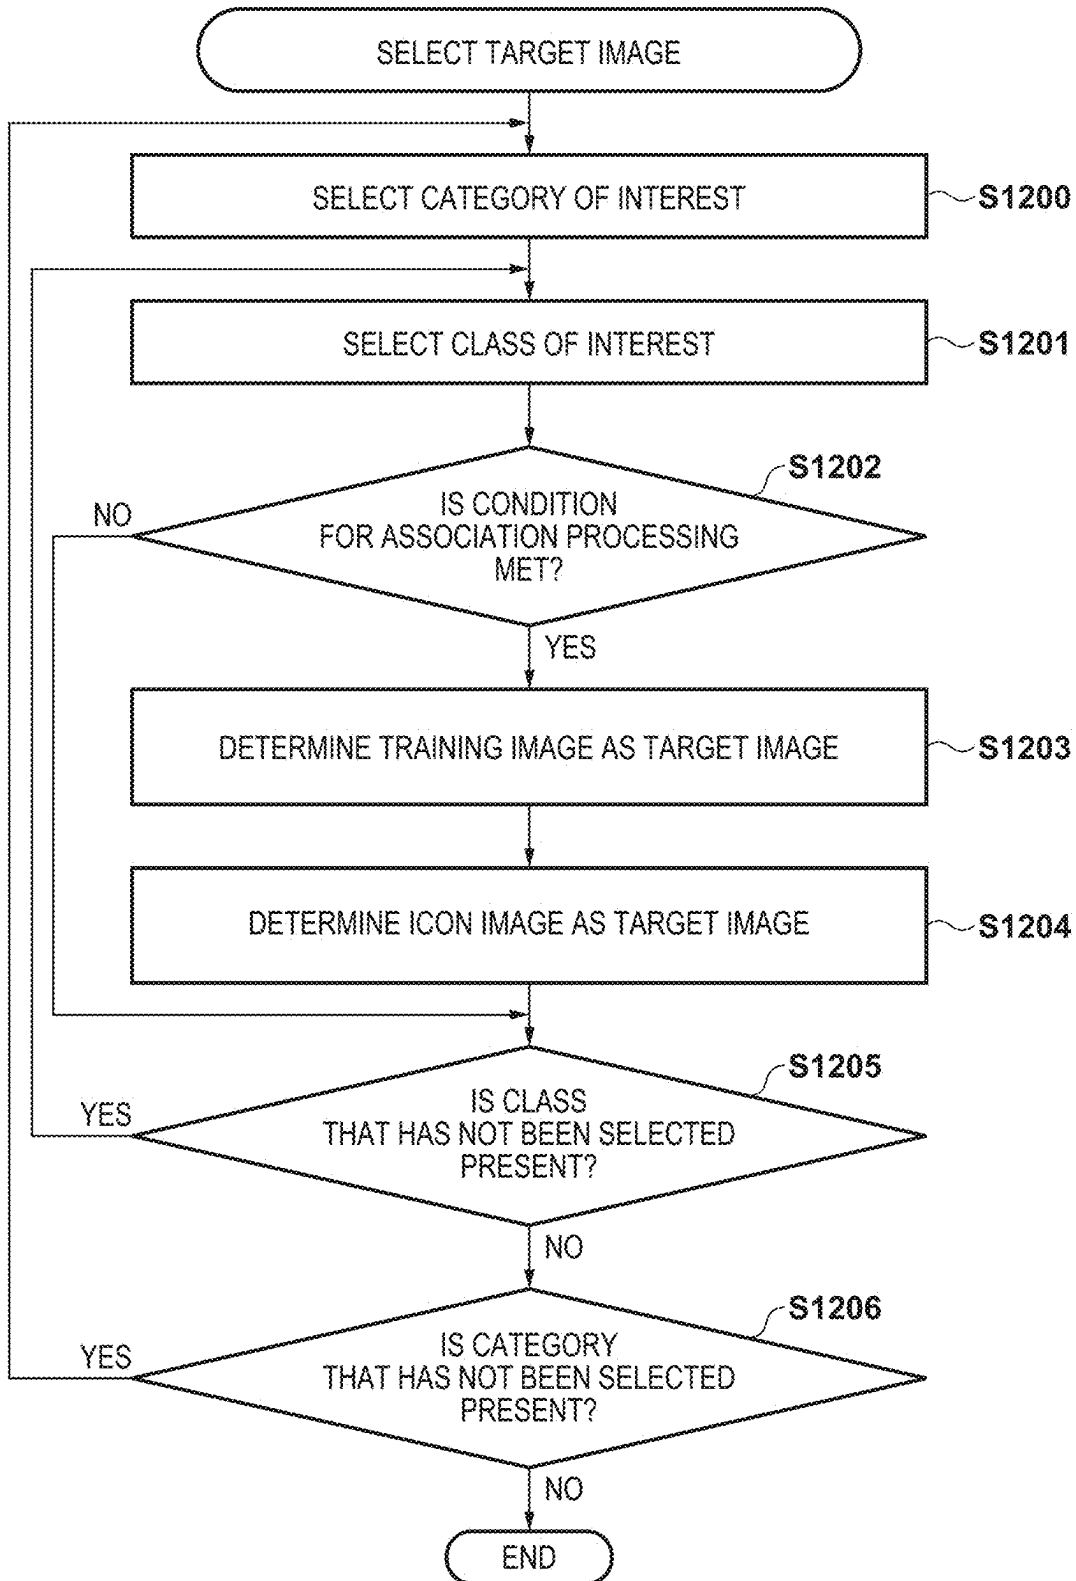 SELECT TARGET IMAGE
SELECT CATEGORY OF INTEREST
S1200
SELECT CLASS OF INTEREST
S1201
S1202
IS CONDITION
FOR ASSOCIATION PROCESSING
MET?
NO
YES
DETERMINE TRAINING IMAGE AS TARGET IMAGE
S1203
DETERMINE ICON IMAGE AS TARGET IMAGE
S1204
S1205
IS CLASS
THAT HAS NOT BEEN SELECTED
PRESENT?
YES
NO
S1206
IS CATEGORY
THAT HAS NOT BEEN SELECTED
PRESENT?
YES
NO
END